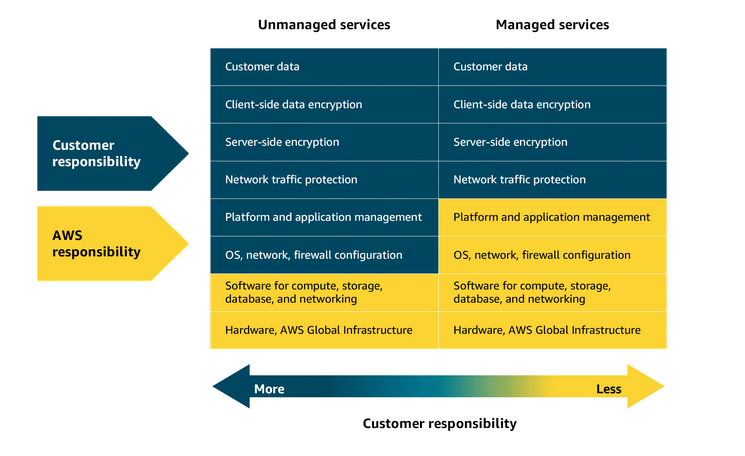 Unmanaged services
Managed services
Customer data
Customer data
Client-side data encryption
Client-side data encryption
Server-side encryption
Server-side encryption
Customer
responsibility
Network traffic protection
Network traffic protection
AWS
responsibility
Platform and application management
Platform and application management
OS, network, firewall configuration
OS, network, firewall configuration
Software for compute, storage,
database, and networking
Software for compute, storage,
database, and networking
Hardware, AWS Global Infrastructure
Hardware, AWS Global Infrastructure
More
Less
Customer responsibility